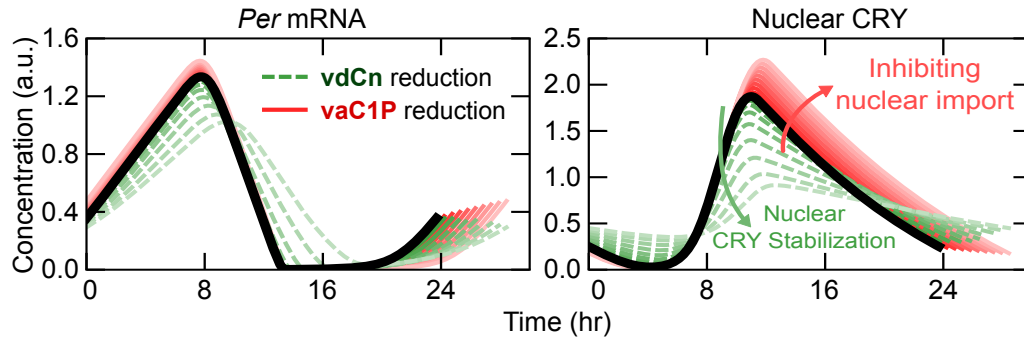 Per mRNA
Nuclear CRY
Concentration (a.u.)
1.6
1.2
0.8
0.4
0.0
0
8
16
24
vdCn reduction
vaC1P reduction
2.5
2.0
1.5
1.0
0.5
0.0
0
8
16
24
Inhibiting
nuclear import
Nuclear
CRY Stabilization
Time (hr)